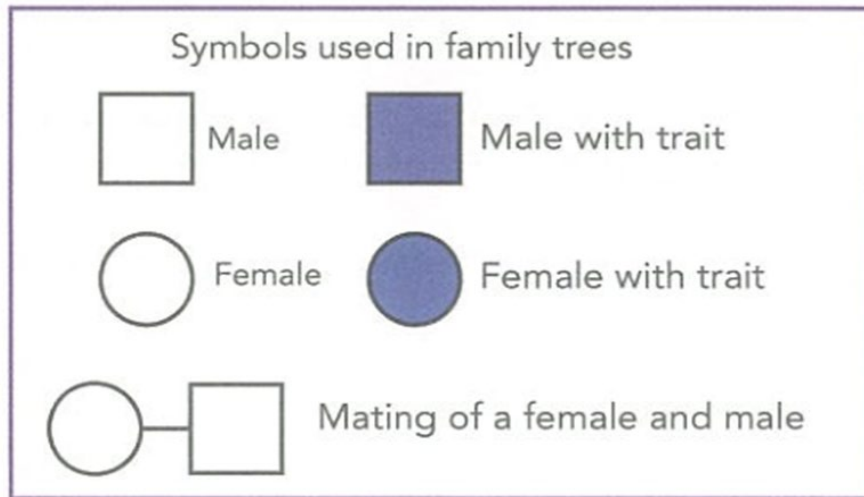 Symbols used in family trees
Male
Male with trait
Female
Female with trait
Mating of a female and male